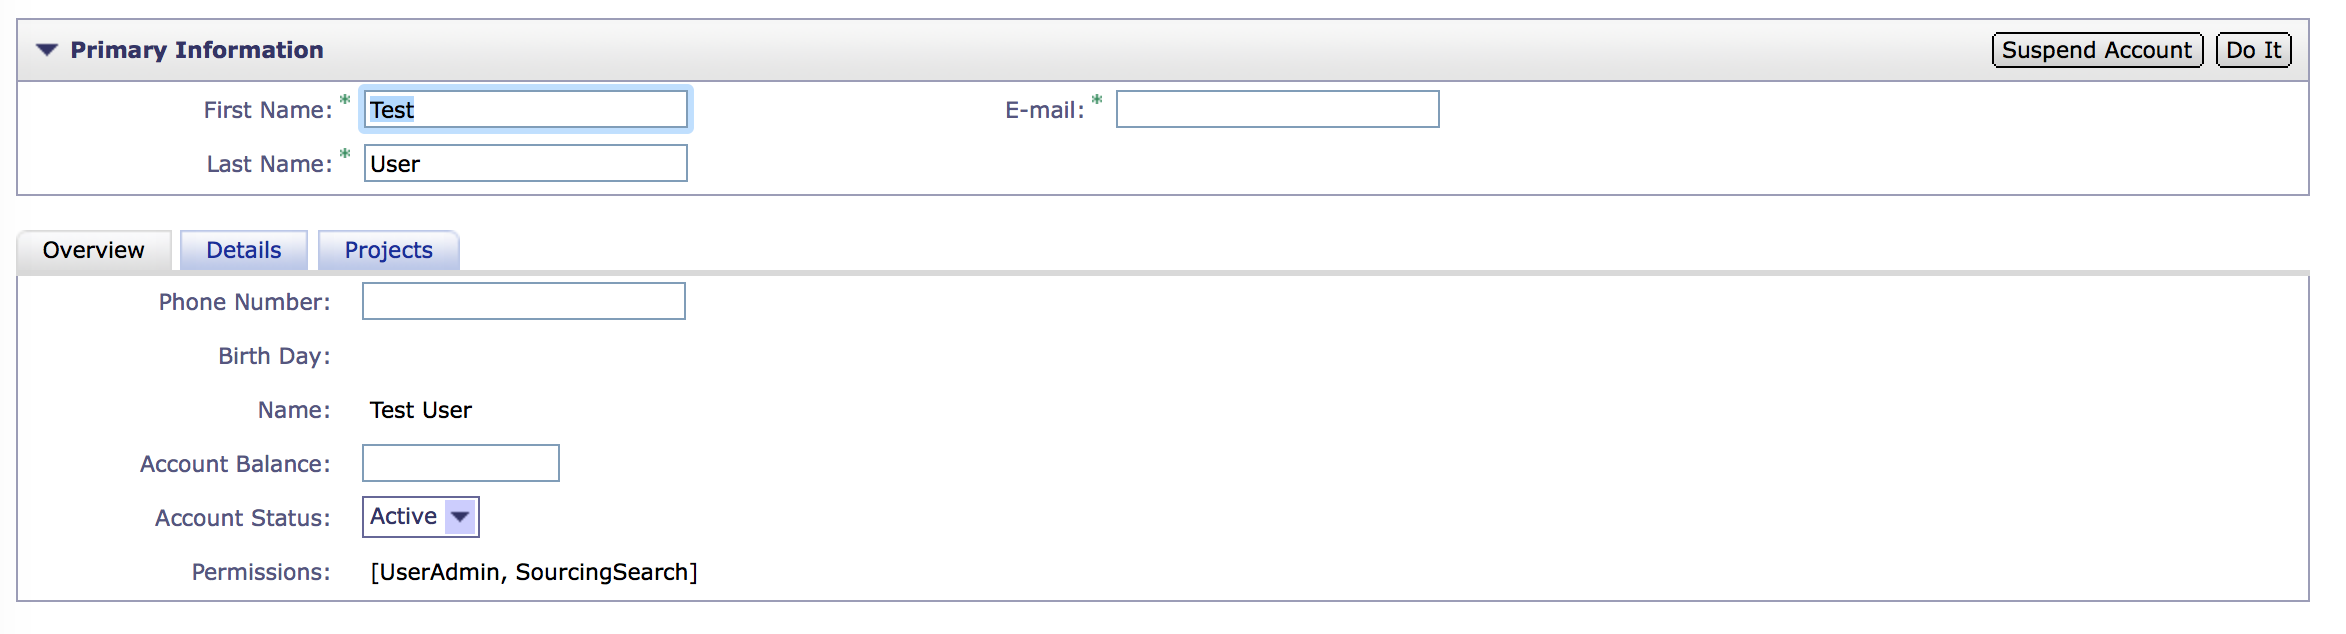 Primary Information Suspend Account Do It
First Name: * Test E-mail: *
Last Name: * User
Overview Details Projects
Phone Number:
Birth Day:
Name: Test User
Account Balance:
Account Status: Active
Permissions: [UserAdmin, SourcingSearch]